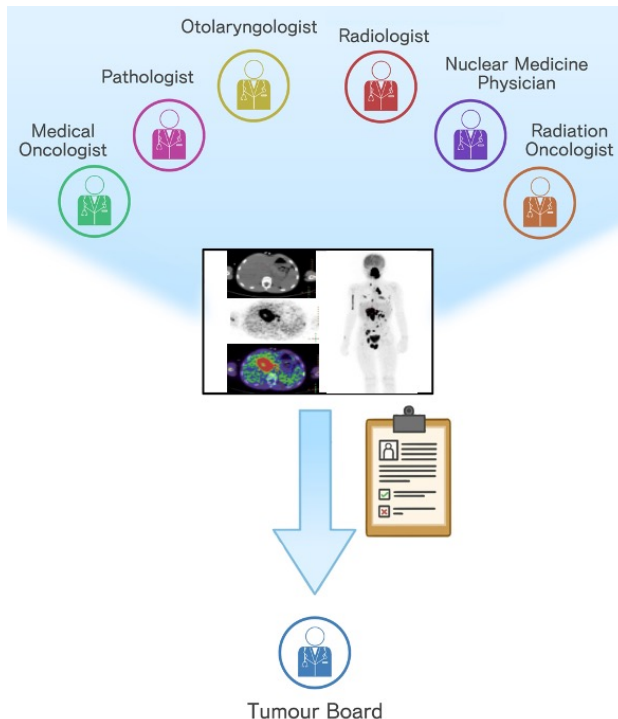 Otolaryngologist
Radiologist
Pathologist
Nuclear Medicine
Physician
Medical
Oncologist
Radiation
Oncologist
Tumour Board